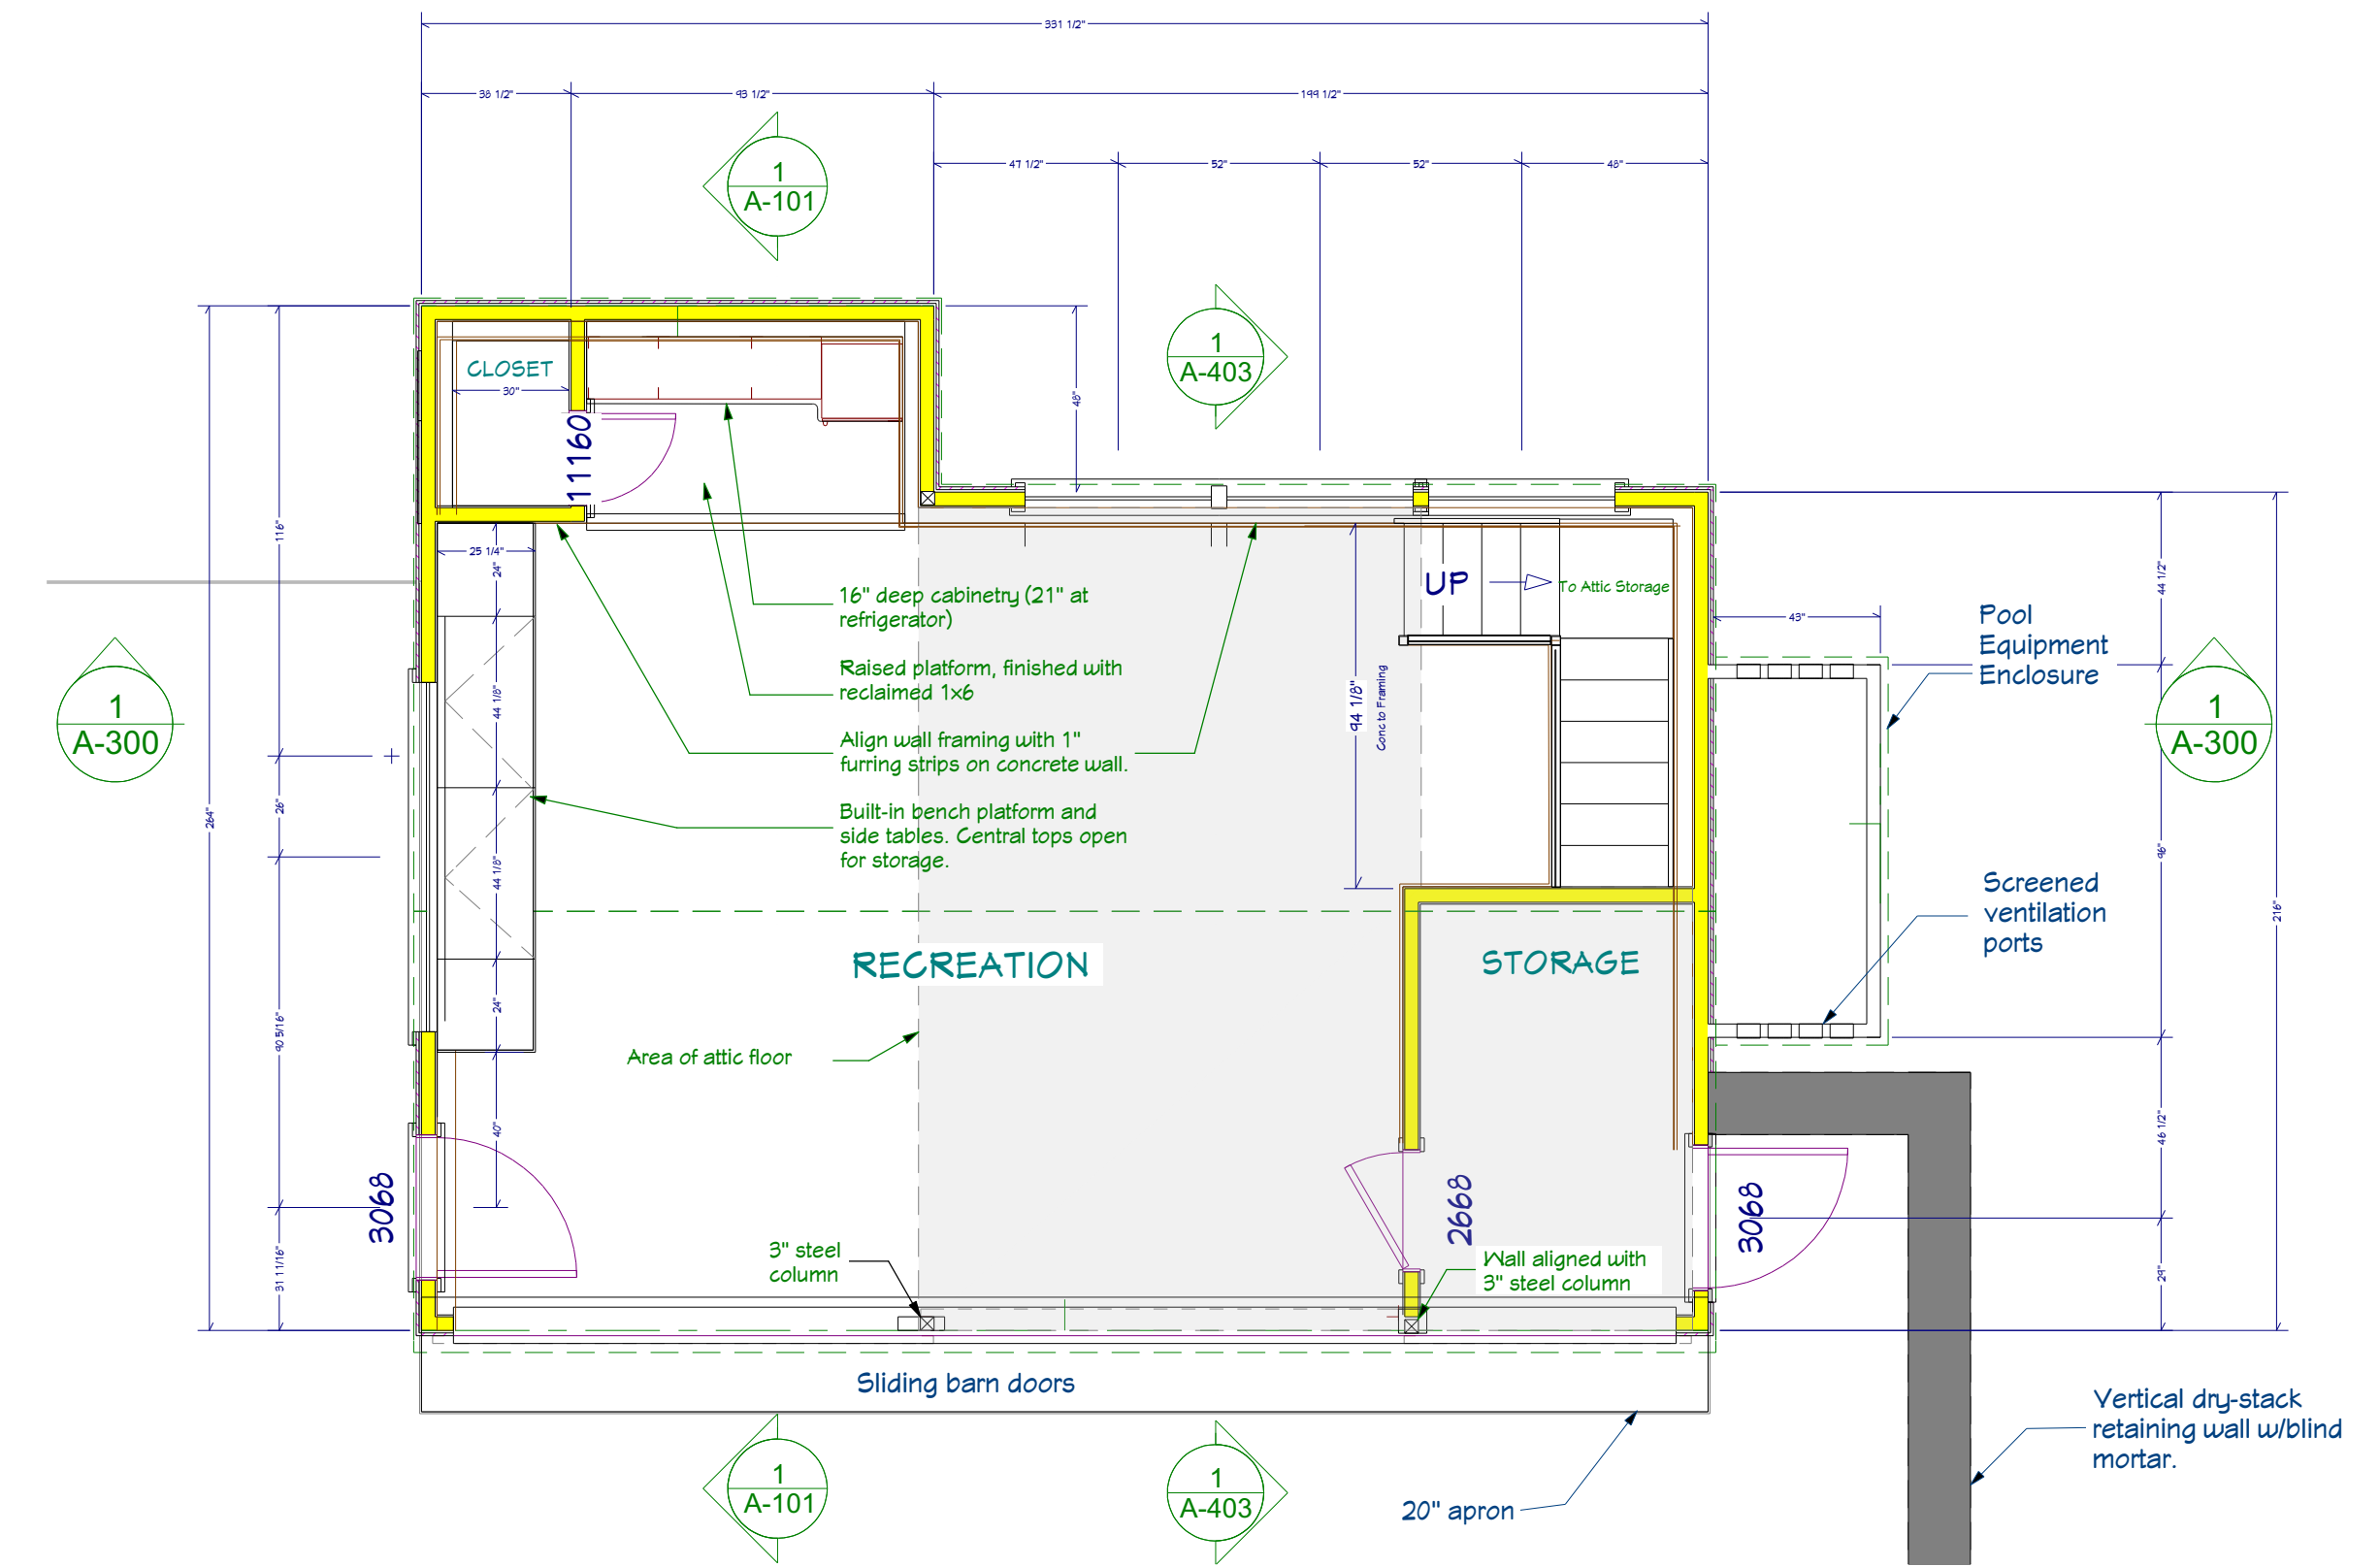 331 1/2"
38 1/2"
93 1/2"
199 1/2"
47 1/2"
52"
52"
48"
1
A-101
1
A-403
CLOSET
30"
48"
11160
116"
25 1/4"
24"
16" deep cabinetry (21" at
refrigerator)
UP
To Attic Storage
44 1/2"
43"
Pool
Equipment
Enclosure
Raised platform, finished with
reclaimed 1x6
44 1/8"
94 1/8"
Conc to Framing
1
A-300
1
A-300
Align wall framing with 1"
furring strips on concrete wall.
264"
26"
Built-in bench platform and
side tables. Central tops open
for storage.
44 1/8"
96"
216"
Screened
ventilation
ports
RECREATION
STORAGE
24"
90 5/16"
Area of attic floor
40"
46 1/2"
3068
2668
3068
31 11/16"
3" steel
column
Wall aligned with
3" steel column
29"
Sliding barn doors
Vertical dry-stack
retaining wall w/blind
mortar.
1
A-101
1
A-403
20" apron